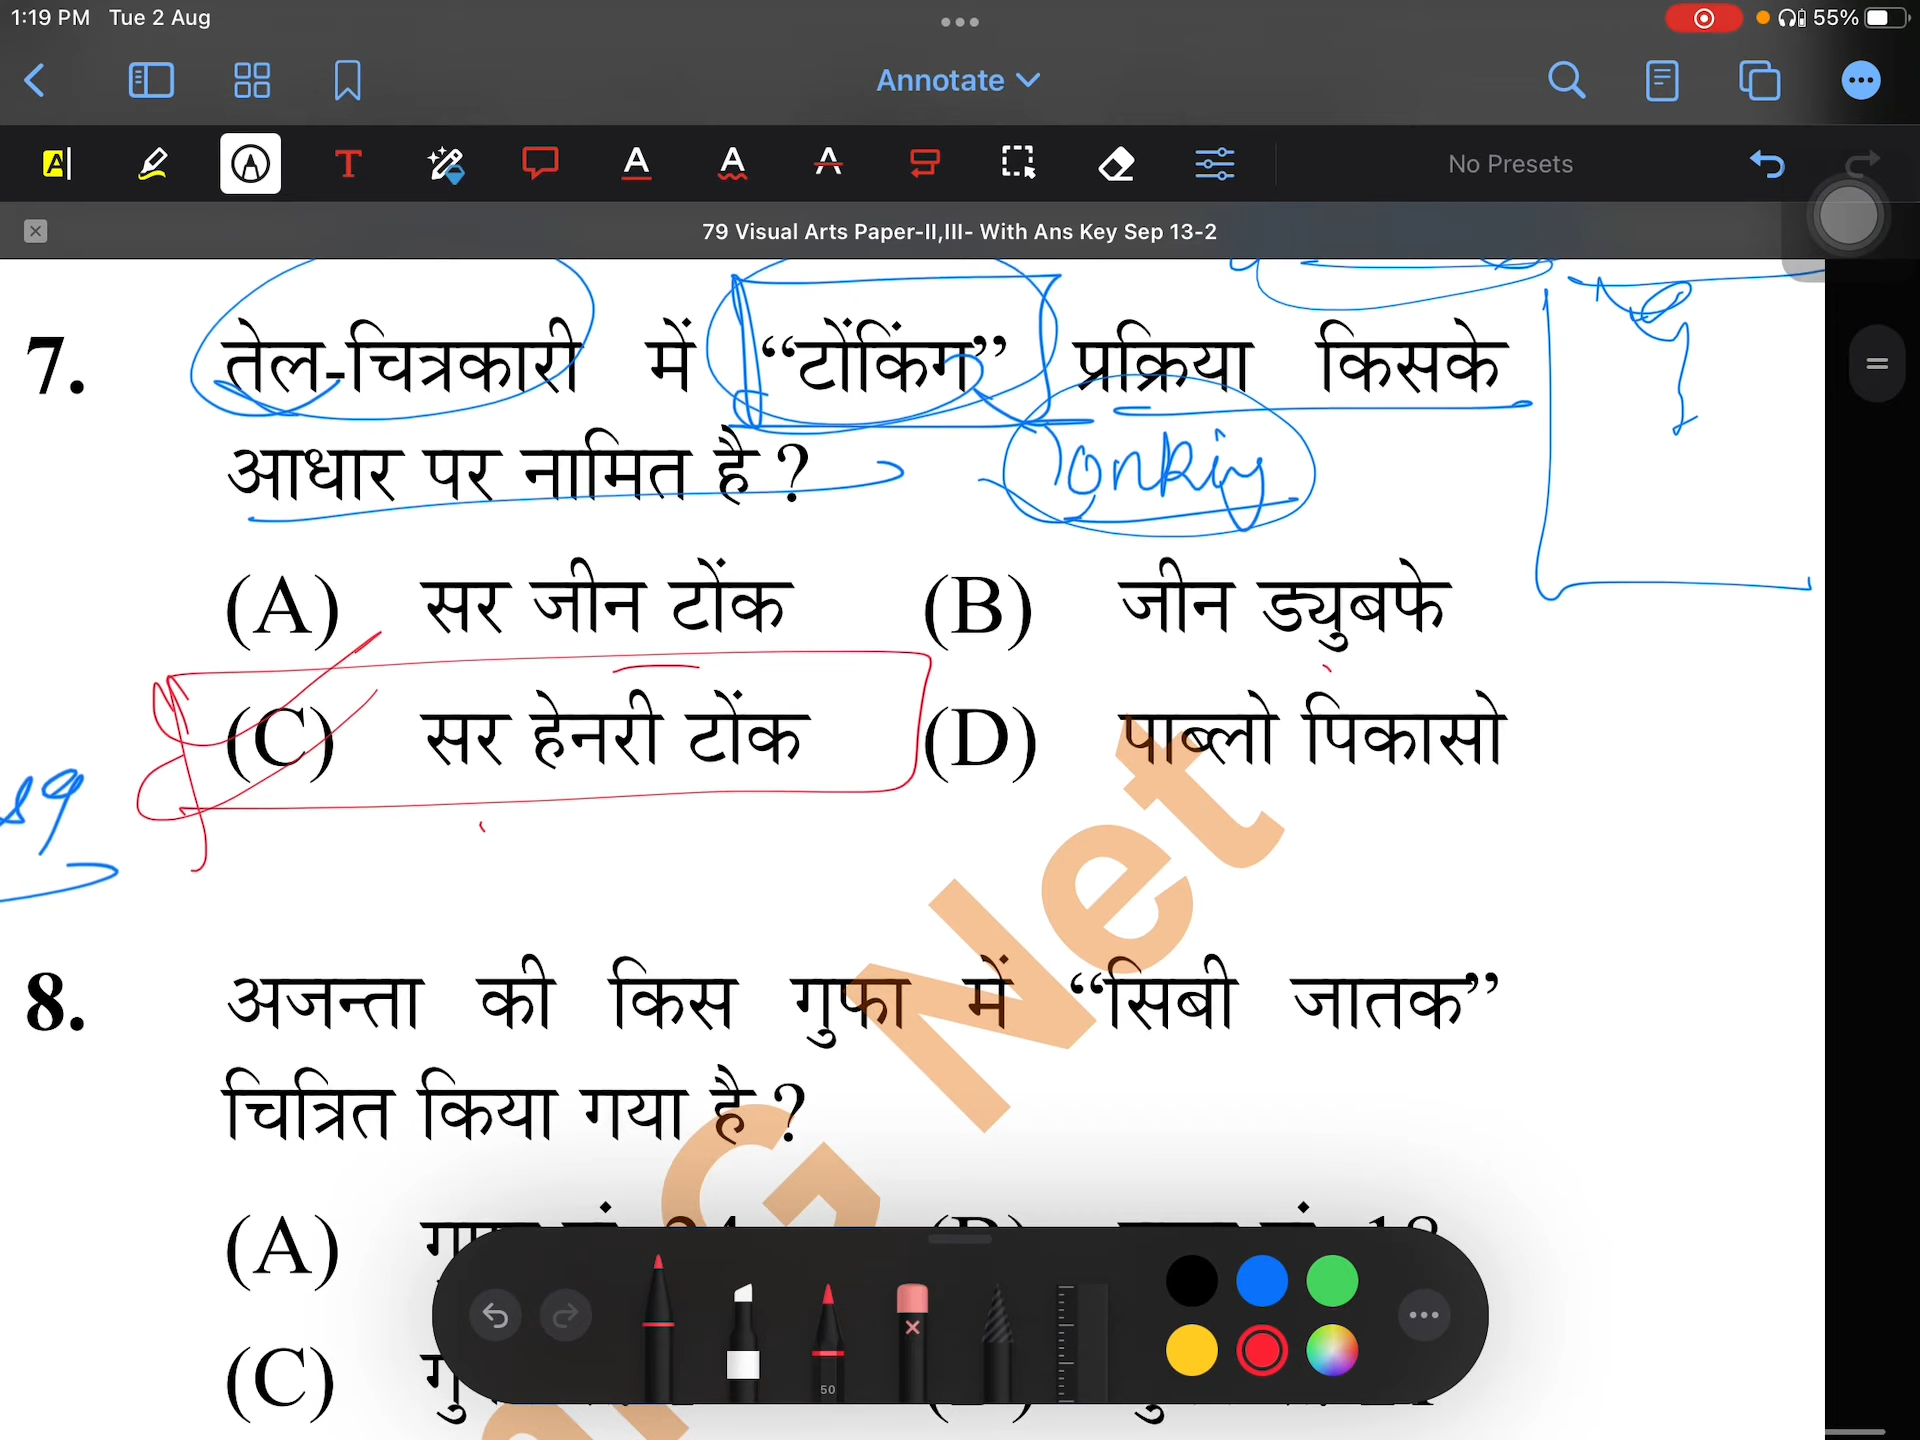 1:19 PM Tue 2 Aug
55%
Annotate
No Presets
79 Visual Arts Paper-II,III- With Ans Key Sep 13-2
7. तेल-चित्रकारी में “टोंकिंग” प्रक्रिया किसके
आधार पर नामित है ? Tonking
(A) सर जीन टोंक (B) जीन ड्युबफे
(C) सर हेनरी टोंक (D) पाब्लो पिकासो
8. अजन्ता की किस गुफा में “सिबी जातक”
चित्रित किया गया है ?
(A)
(C)
50
G Net